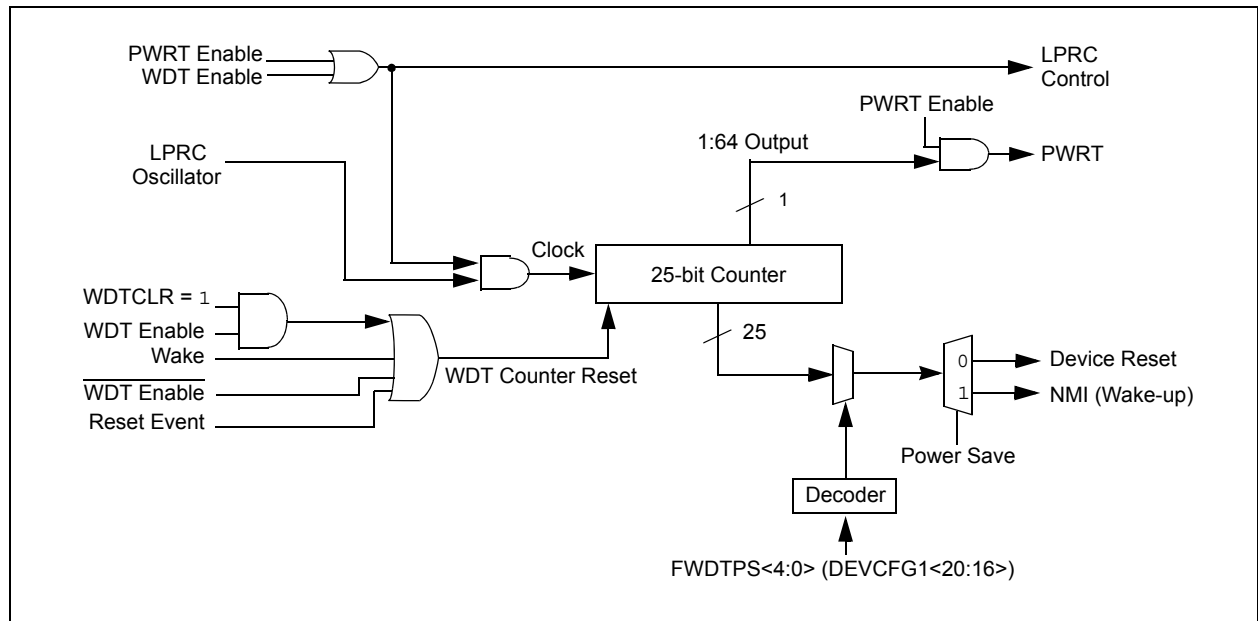 PWRT Enable
WDT Enable
LPRC
Control
PWRT Enable
1:64 Output
PWRT
LPRC
Oscillator
1
Clock
25-bit Counter
WDTCLR = 1
WDT Enable
Wake
WDT Enable
Reset Event
WDT Counter Reset
25
0
1
Device Reset
NMI (Wake-up)
Power Save
Decoder
FWDTPS<4:0> (DEVCFG1<20:16>)